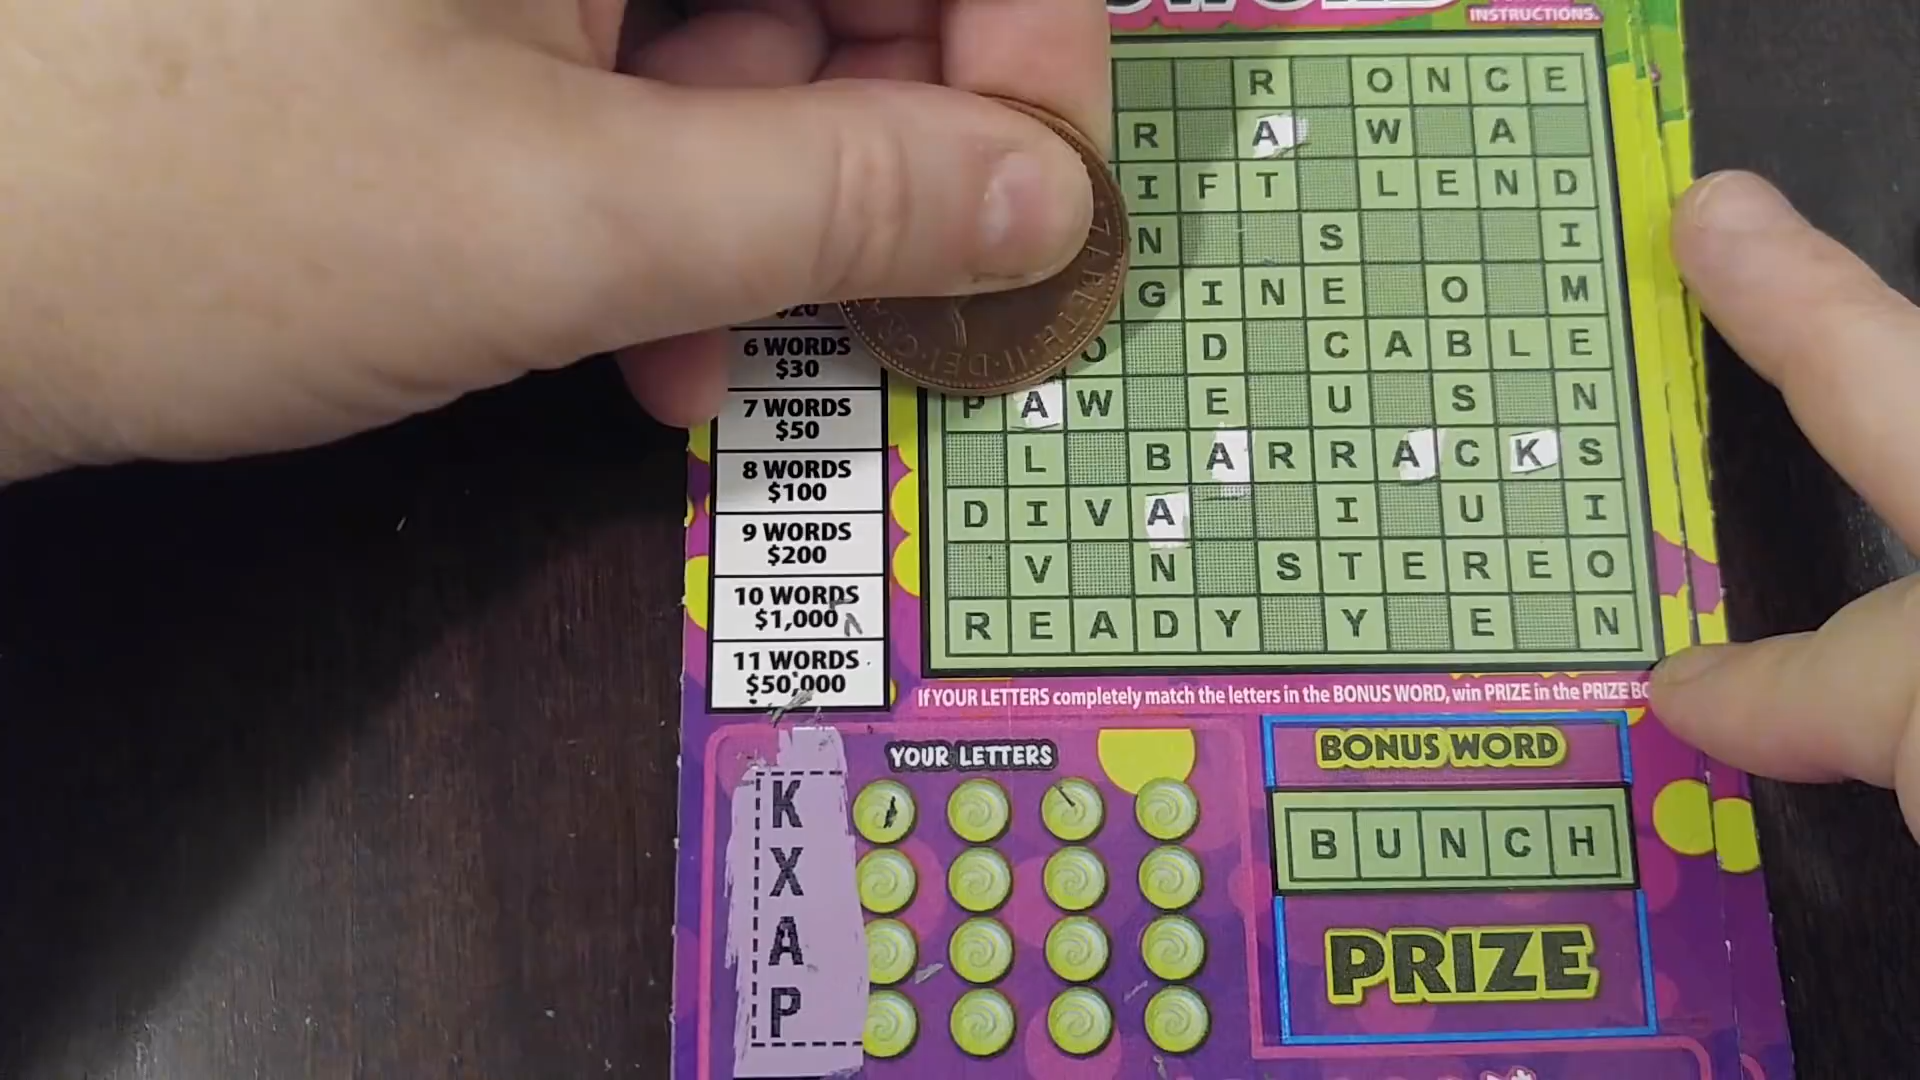 INSTRUCTIONS.
R O N C E
R A W A
I F T L E N D
N S I
G I N E O M
O D C A B L E
P A W E U S N
L B A R R A C K S
D I V A I U I
V N S T E R E O
R E A D Y Y E N
$20
6 WORDS
$30
7 WORDS
$50
8 WORDS
$100
9 WORDS
$200
10 WORDS
$1,000
11 WORDS
$50,000
If YOUR LETTERS completely match the letters in the BONUS WORD, win PRIZE in the PRIZE
YOUR LETTERS
K
X
A
P
BONUS WORD
B U N C H
PRIZE